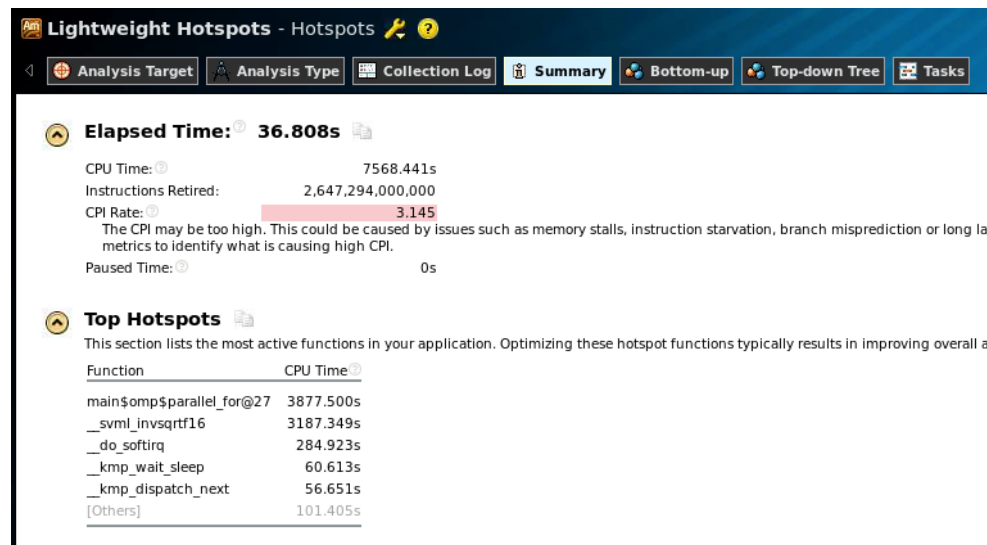 Lightweight Hotspots - Hotspots
Analysis Target Analysis Type Collection Log Summary Bottom-up Top-down Tree Tasks
Elapsed Time: 36.808s
CPU Time: 7568.441s
Instructions Retired: 2,647,294,000,000
CPI Rate: 3.145
The CPI may be too high. This could be caused by issues such as memory stalls, instruction starvation, branch misprediction or long la
metrics to identify what is causing high CPI.
Paused Time: 0s
Top Hotspots
This section lists the most active functions in your application. Optimizing these hotspot functions typically results in improving overall a
Function CPU Time
main$omp$parallel_for@27 3877.500s
__svml_invsqrtf16 3187.349s
__do_softirq 284.923s
__kmp_wait_sleep 60.613s
__kmp_dispatch_next 56.651s
[Others] 101.405s